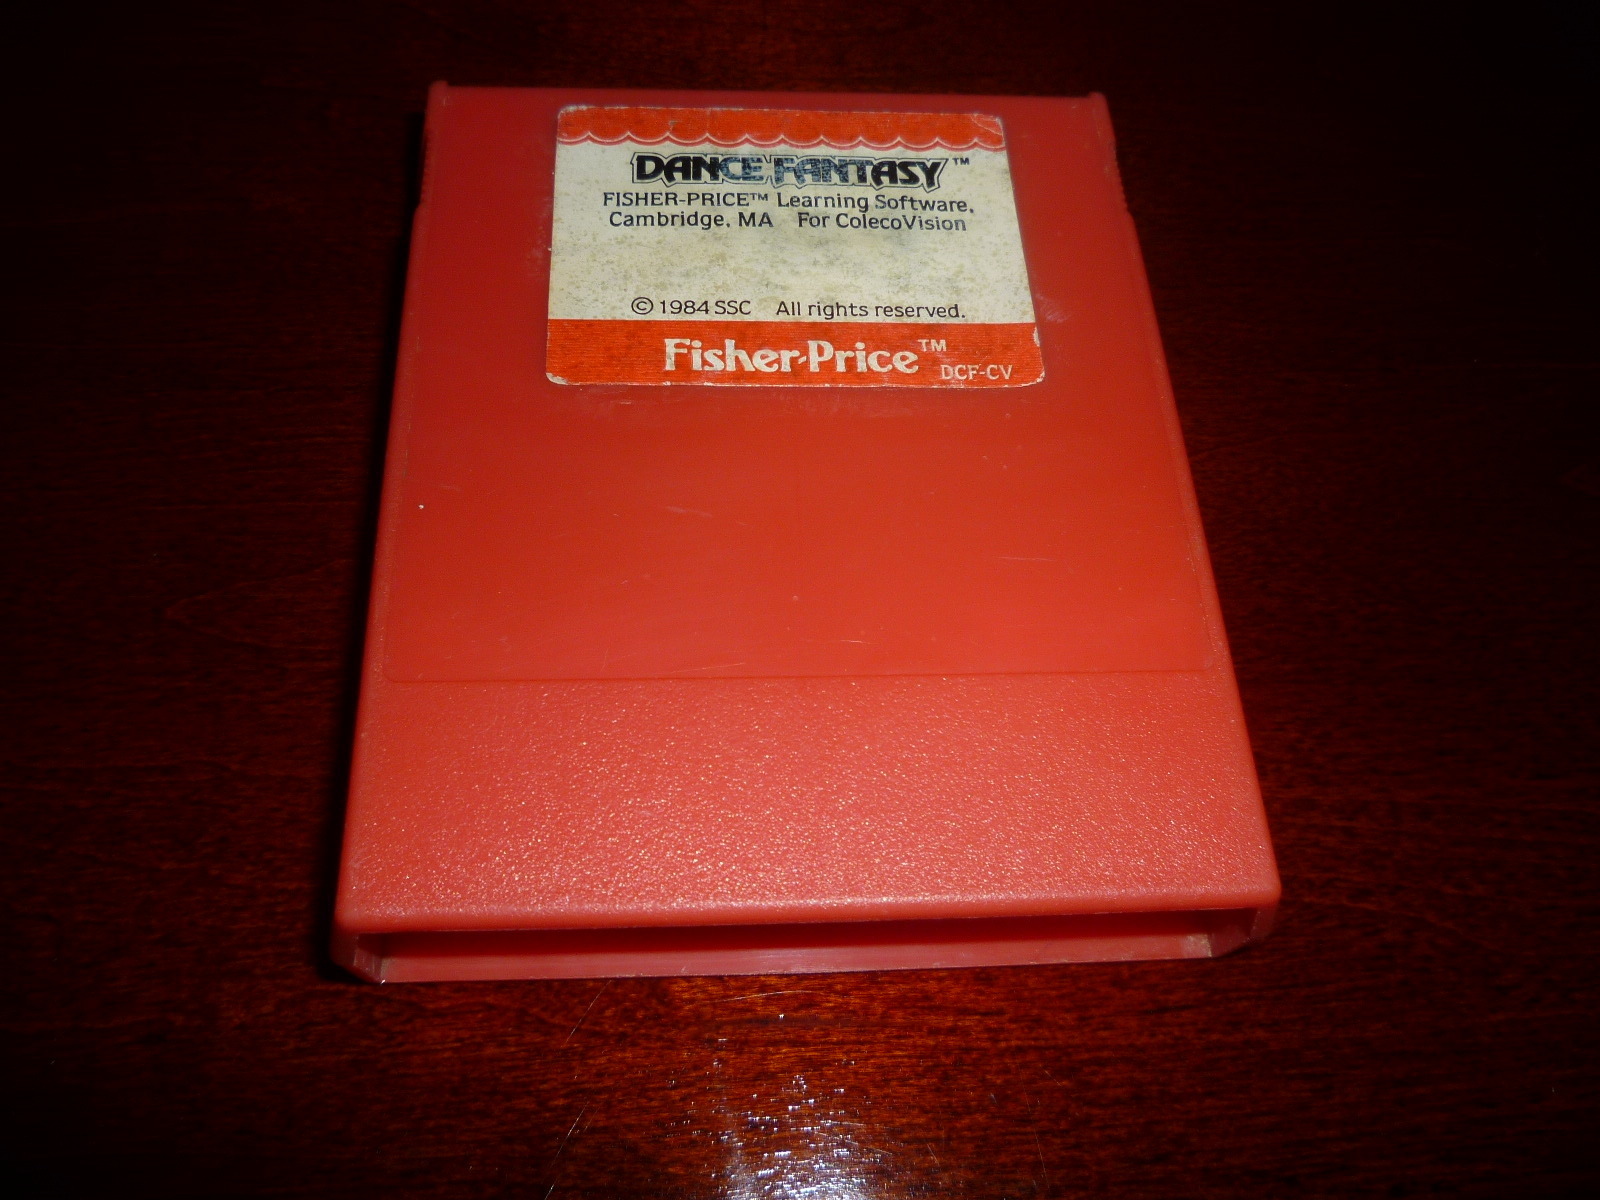 DANCE FANTASY™
FISHER-PRICE™ Learning Software,
Cambridge, MA For ColecoVision
© 1984 SSC All rights reserved.
Fisher-Price™
DCF-CV